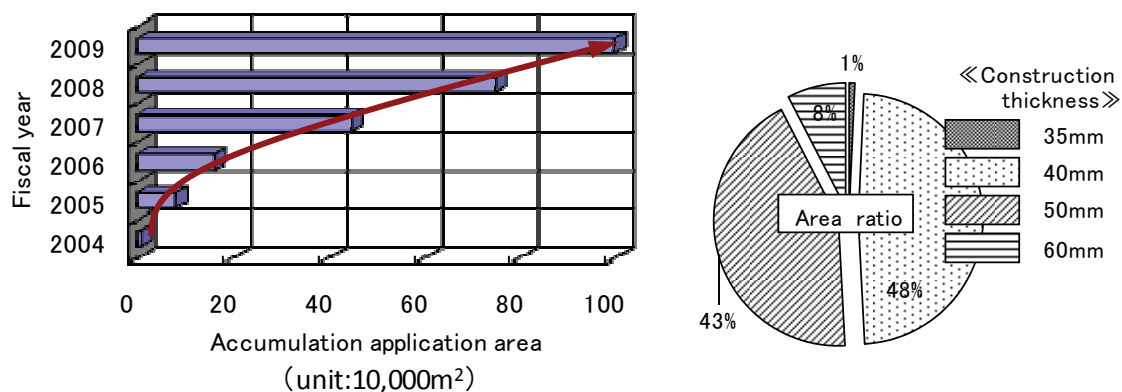 Fiscal year
2009
2008
2007
2006
2005
2004
0 20 40 60 80 100
Accumulation application area
(unit:10,000m²)
1%
8%
48%
43%
Area ratio
≪Construction
thickness≫
35mm
40mm
50mm
60mm